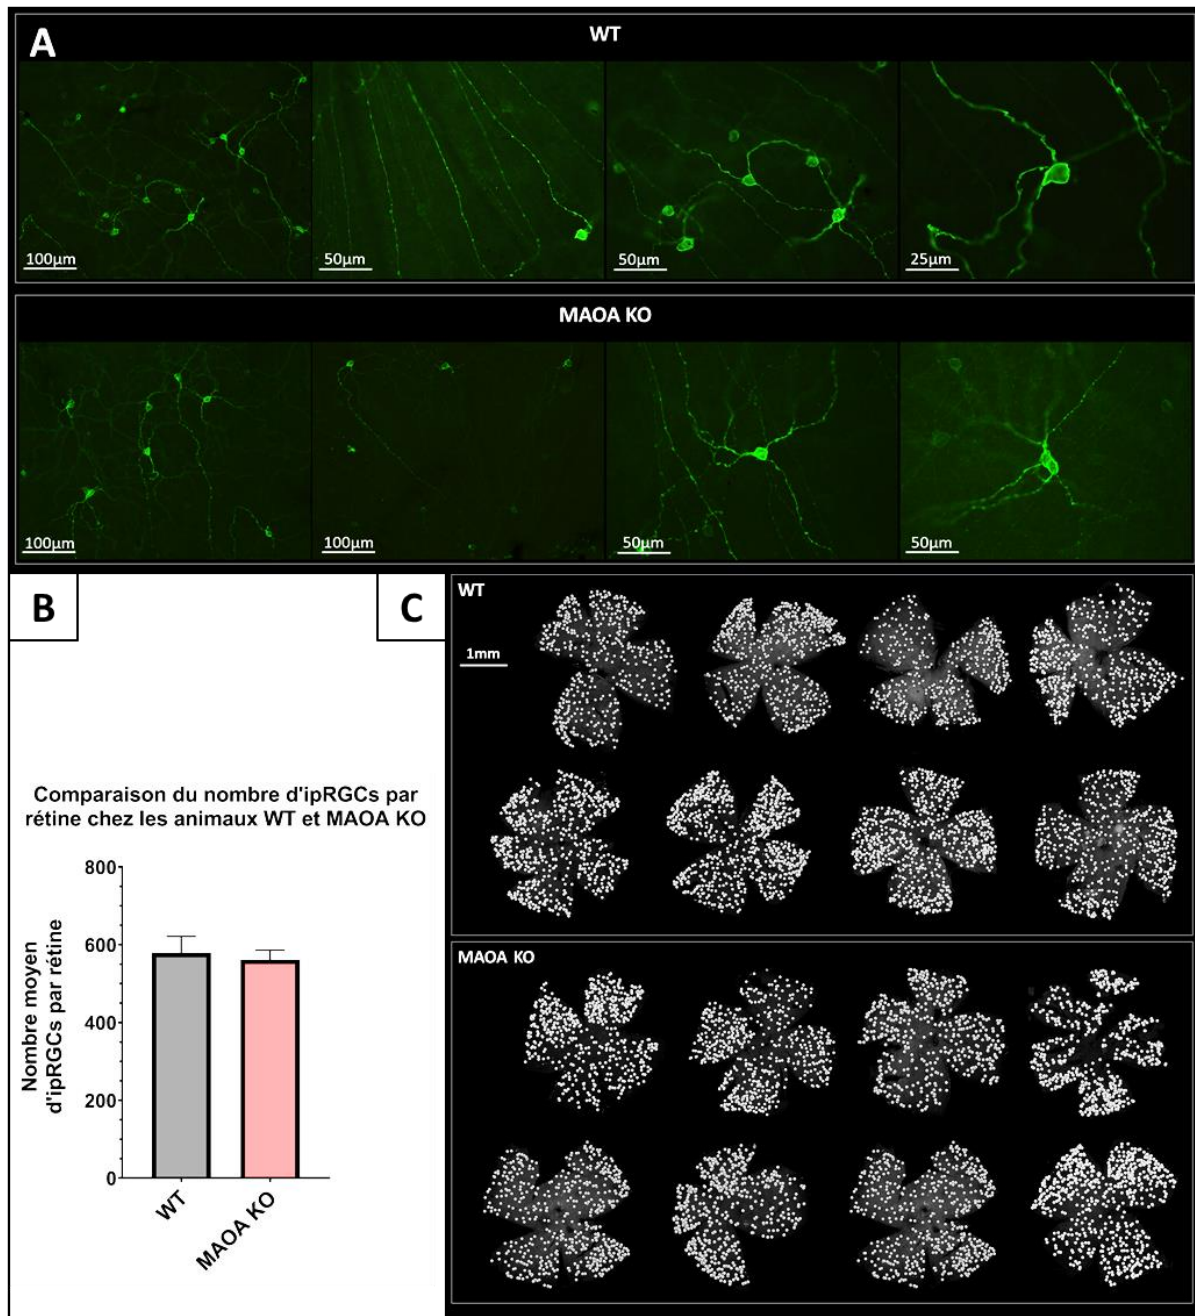 A
WT
100µm
50µm
50µm
25µm
MAOA KO
100µm
100µm
50µm
50µm
B
C
Comparaison du nombre d'ipRGCs par
rétine chez les animaux WT et MAOA KO
Nombre moyen
d'ipRGCs par rétine
800
600
400
200
0
WT
MAOA KO
WT
1mm
MAOA KO